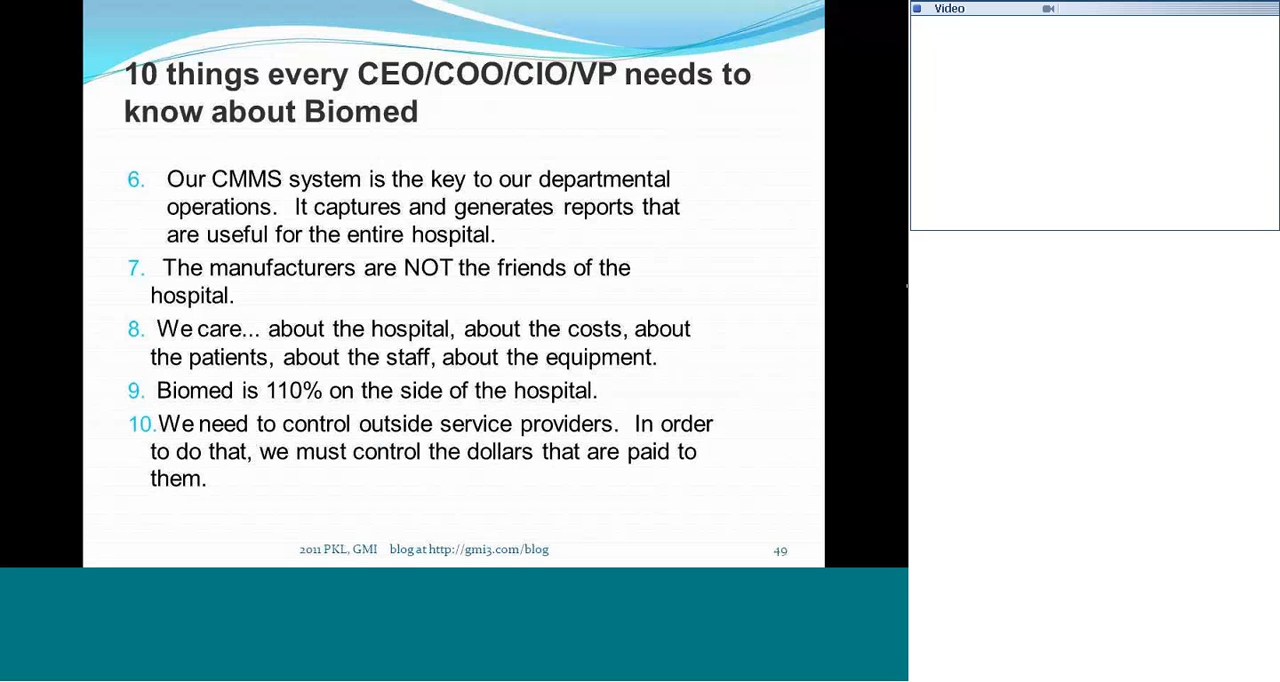 Video
10 things every CEO/COO/CIO/VP needs to
know about Biomed
6. Our CMMS system is the key to our departmental
operations. It captures and generates reports that
are useful for the entire hospital.
7. The manufacturers are NOT the friends of the
hospital.
8. We care... about the hospital, about the costs, about
the patients, about the staff, about the equipment.
9. Biomed is 110% on the side of the hospital.
10. We need to control outside service providers. In order
to do that, we must control the dollars that are paid to
them.
2011 PKL, GMI blog at http://gmi3.com/blog 49